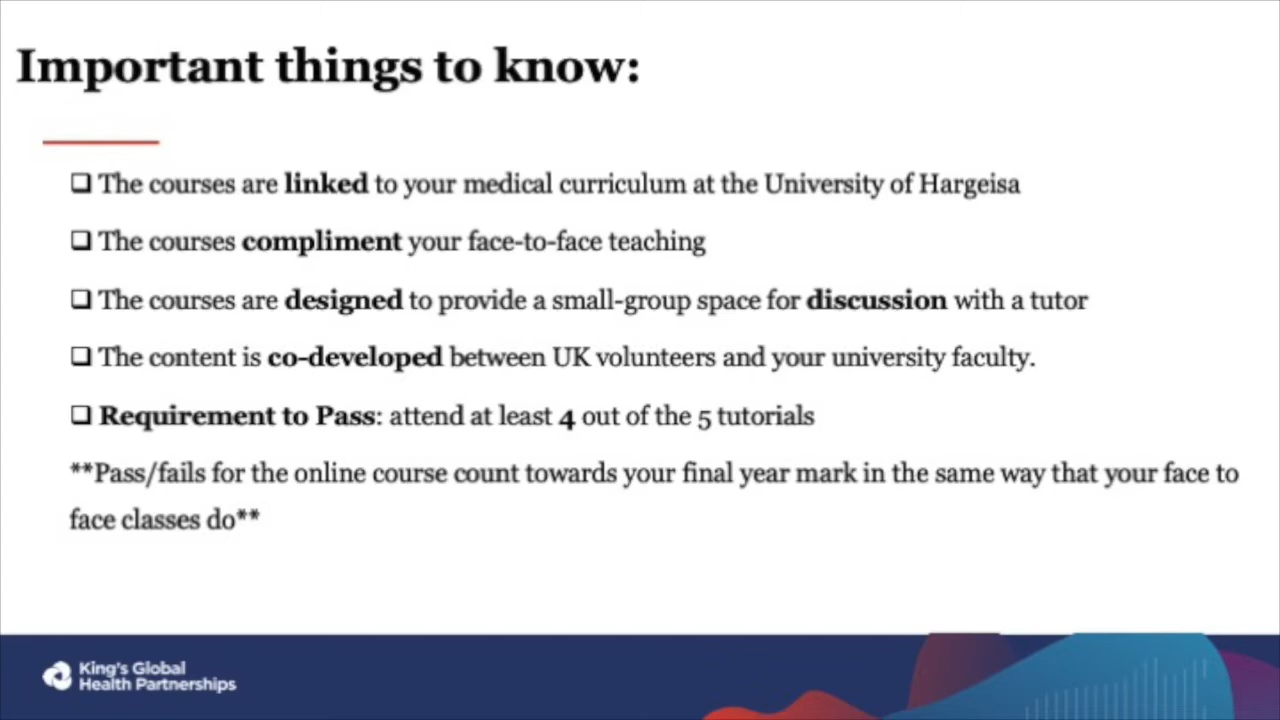 Important things to know:
❑ The courses are linked to your medical curriculum at the University of Hargeisa
❑ The courses compliment your face-to-face teaching
❑ The courses are designed to provide a small-group space for discussion with a tutor
❑ The content is co-developed between UK volunteers and your university faculty.
❑ Requirement to Pass: attend at least 4 out of the 5 tutorials
**Pass/fails for the online course count towards your final year mark in the same way that your face to
face classes do**
King's Global
Health Partnerships